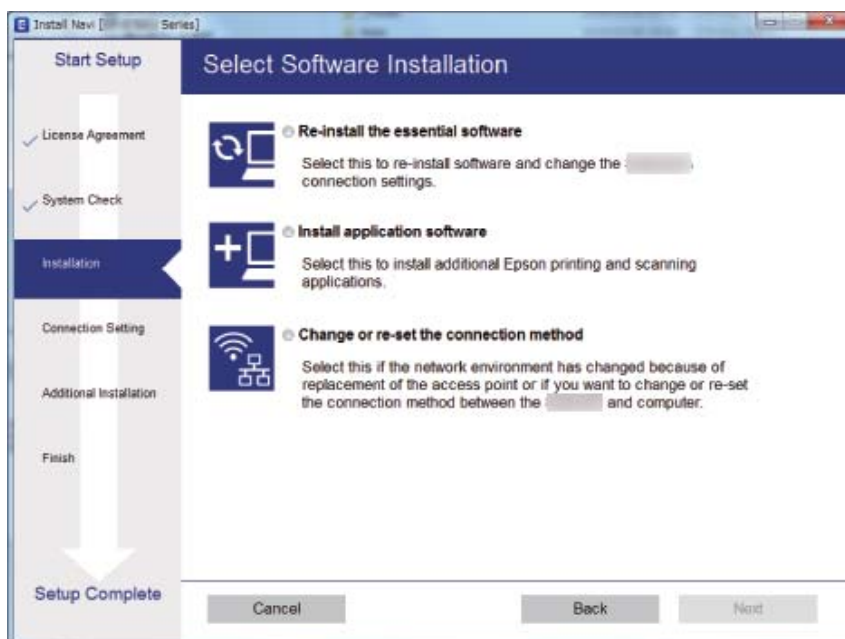 Install Navi [ Series]
Start Setup
License Agreement
System Check
Installation
Connection Setting
Additional Installation
Finish
Setup Complete
Select Software Installation
Re-install the essential software
Select this to re-install software and change the
connection settings.
Install application software
Select this to install additional Epson printing and scanning
applications.
Change or re-set the connection method
Select this if the network environment has changed because of
replacement of the access point or if you want to change or re-set
the connection method between the and computer.
Cancel
Back
Next